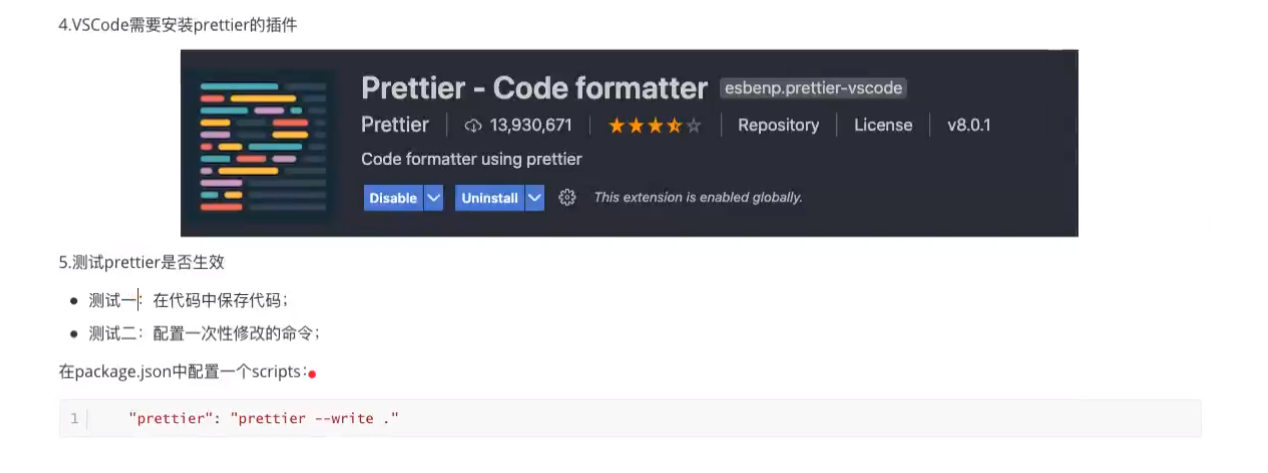 4.VSCode需要安装prettier的插件
Prettier - Code formatter esbenp.prettier-vscode
Prettier 13,930,671 Repository License v8.0.1
Code formatter using prettier
Disable Uninstall This extension is enabled globally.
5.测试prettier是否生效
测试一：在代码中保存代码；
测试二：配置一次性修改的命令；
在package.json中配置一个scripts：
1 "prettier": "prettier --write ."